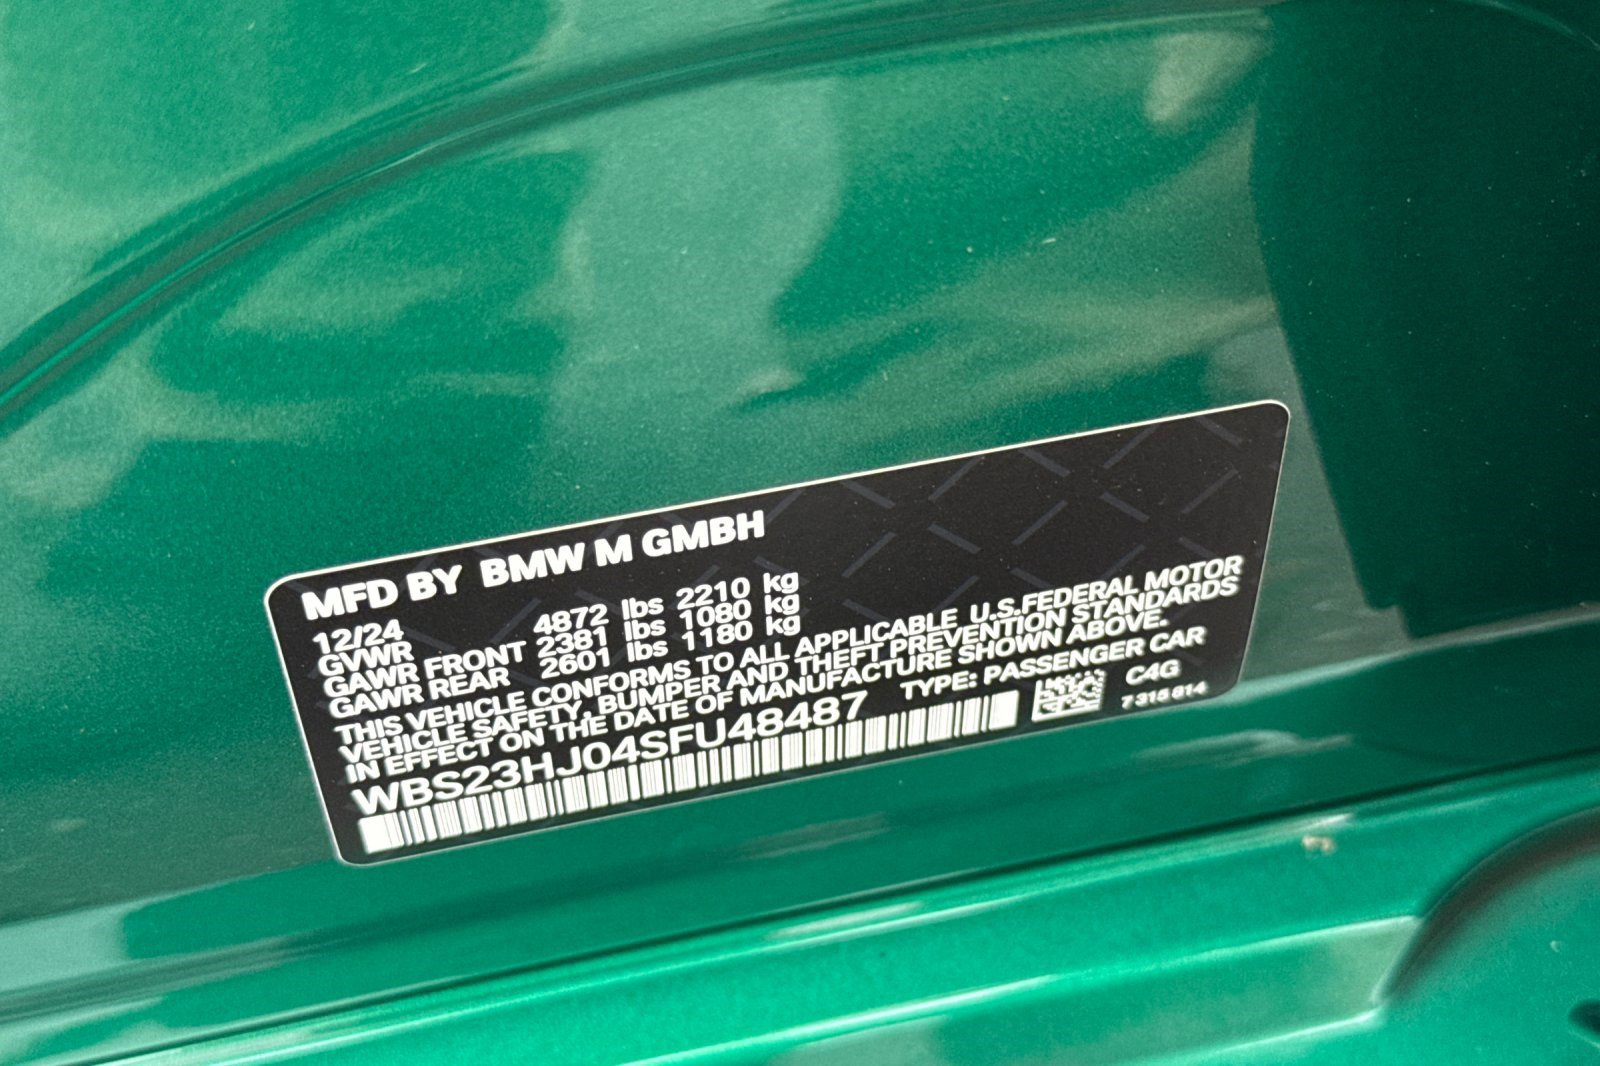 MFD BY BMW M GMBH
12/24
GVWR 4872 lbs 2210 kg
GAWR FRONT 2381 lbs 1080 kg
GAWR REAR 2601 lbs 1180 kg
THIS VEHICLE CONFORMS TO ALL APPLICABLE U.S.FEDERAL MOTOR
VEHICLE SAFETY, BUMPER AND THEFT PREVENTION STANDARDS
IN EFFECT ON THE DATE OF MANUFACTURE SHOWN ABOVE.
WBS23HJ04SFU48487 TYPE: PASSENGER CAR
C4G
7 315 814